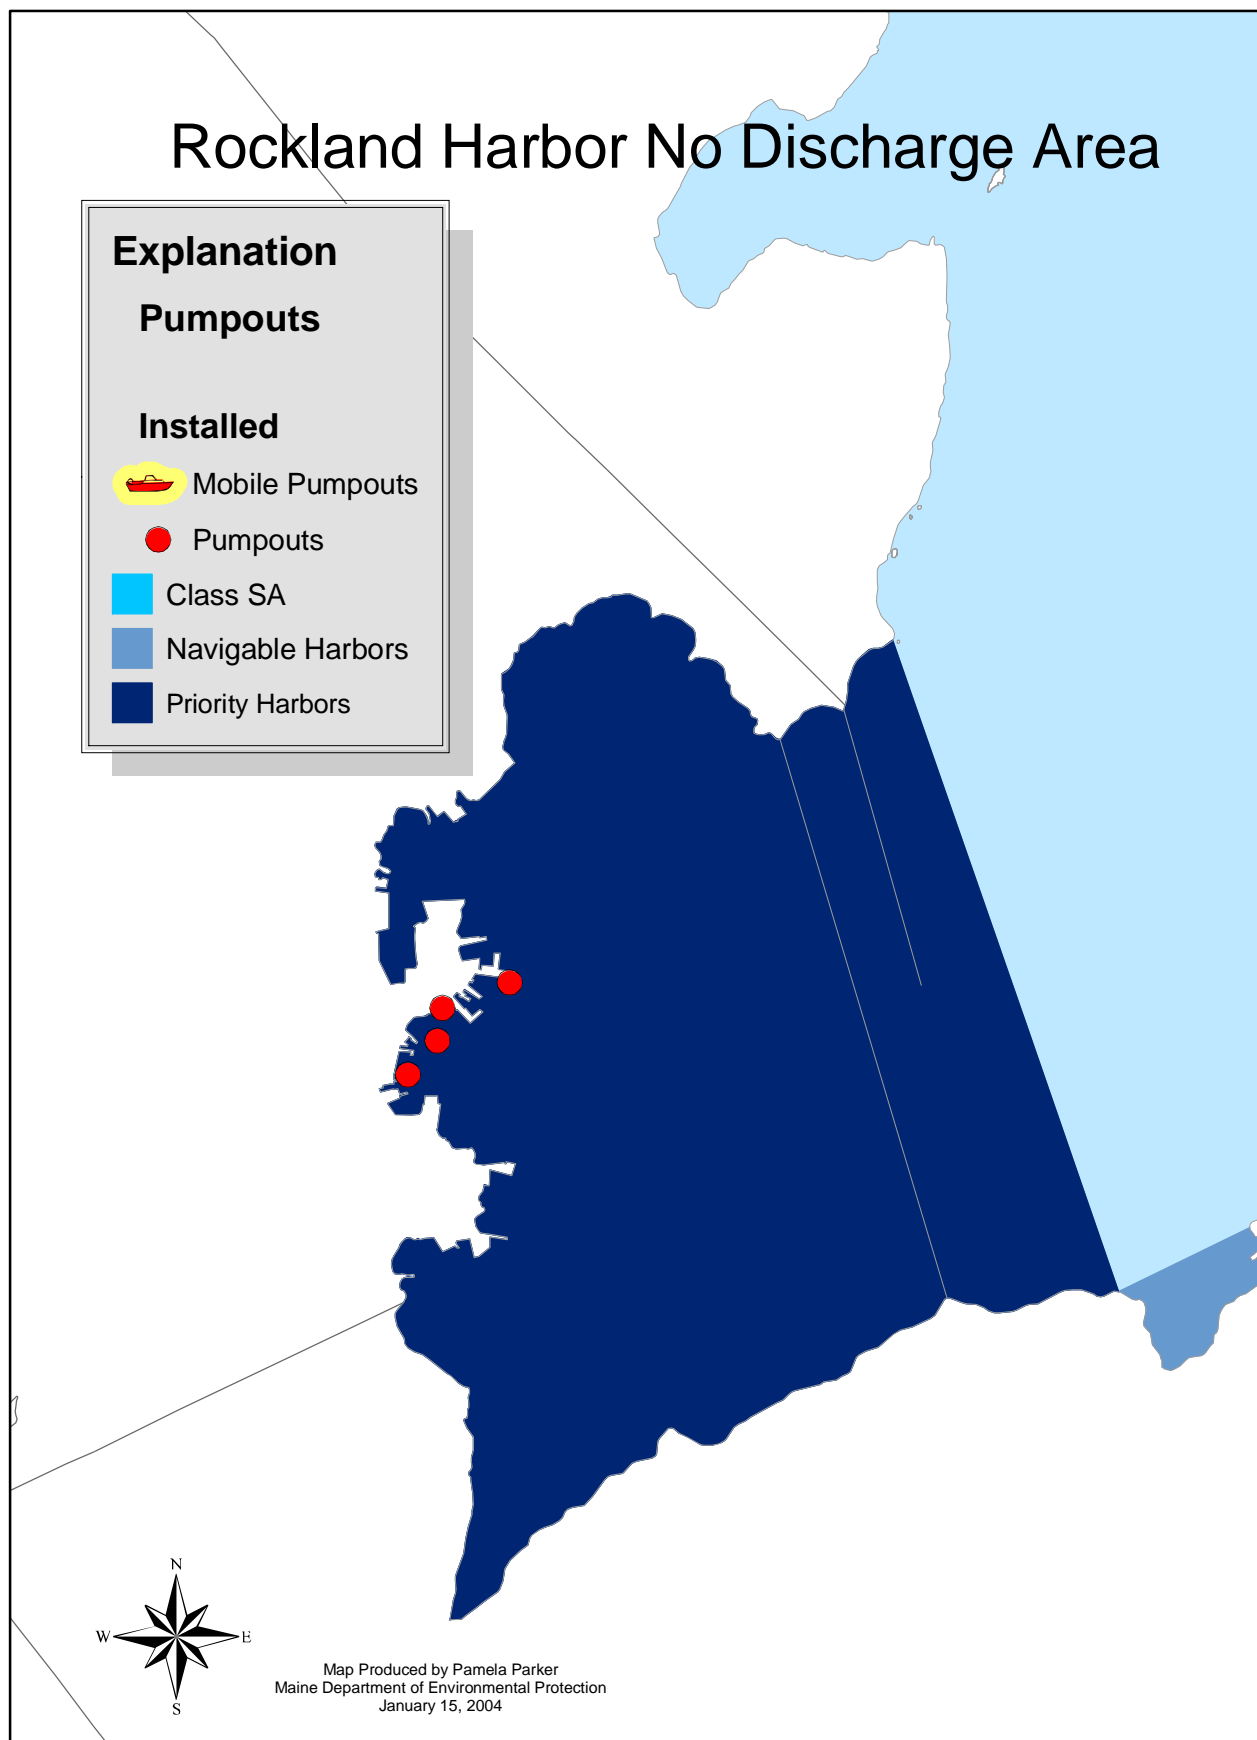 Rockland Harbor No Discharge Area
Explanation
Pumpouts
Installed
Mobile Pumpouts
Pumpouts
Class SA
Navigable Harbors
Priority Harbors
N
W E
S
Map Produced by Pamela Parker
Maine Department of Environmental Protection
January 15, 2004